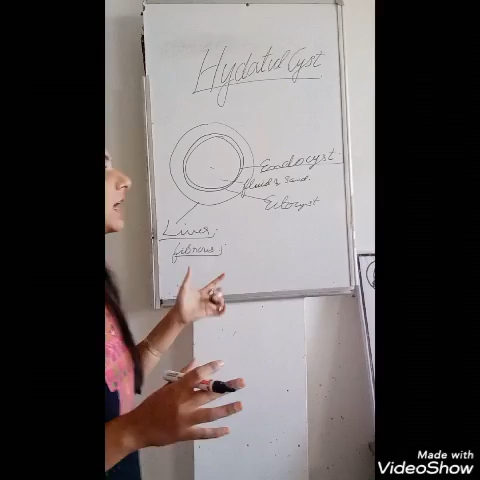 Hydatid Cyst
Endocyst.
fluid & Sand.
Ectocyst
Liver,
fibrous
Made with
VideoShow